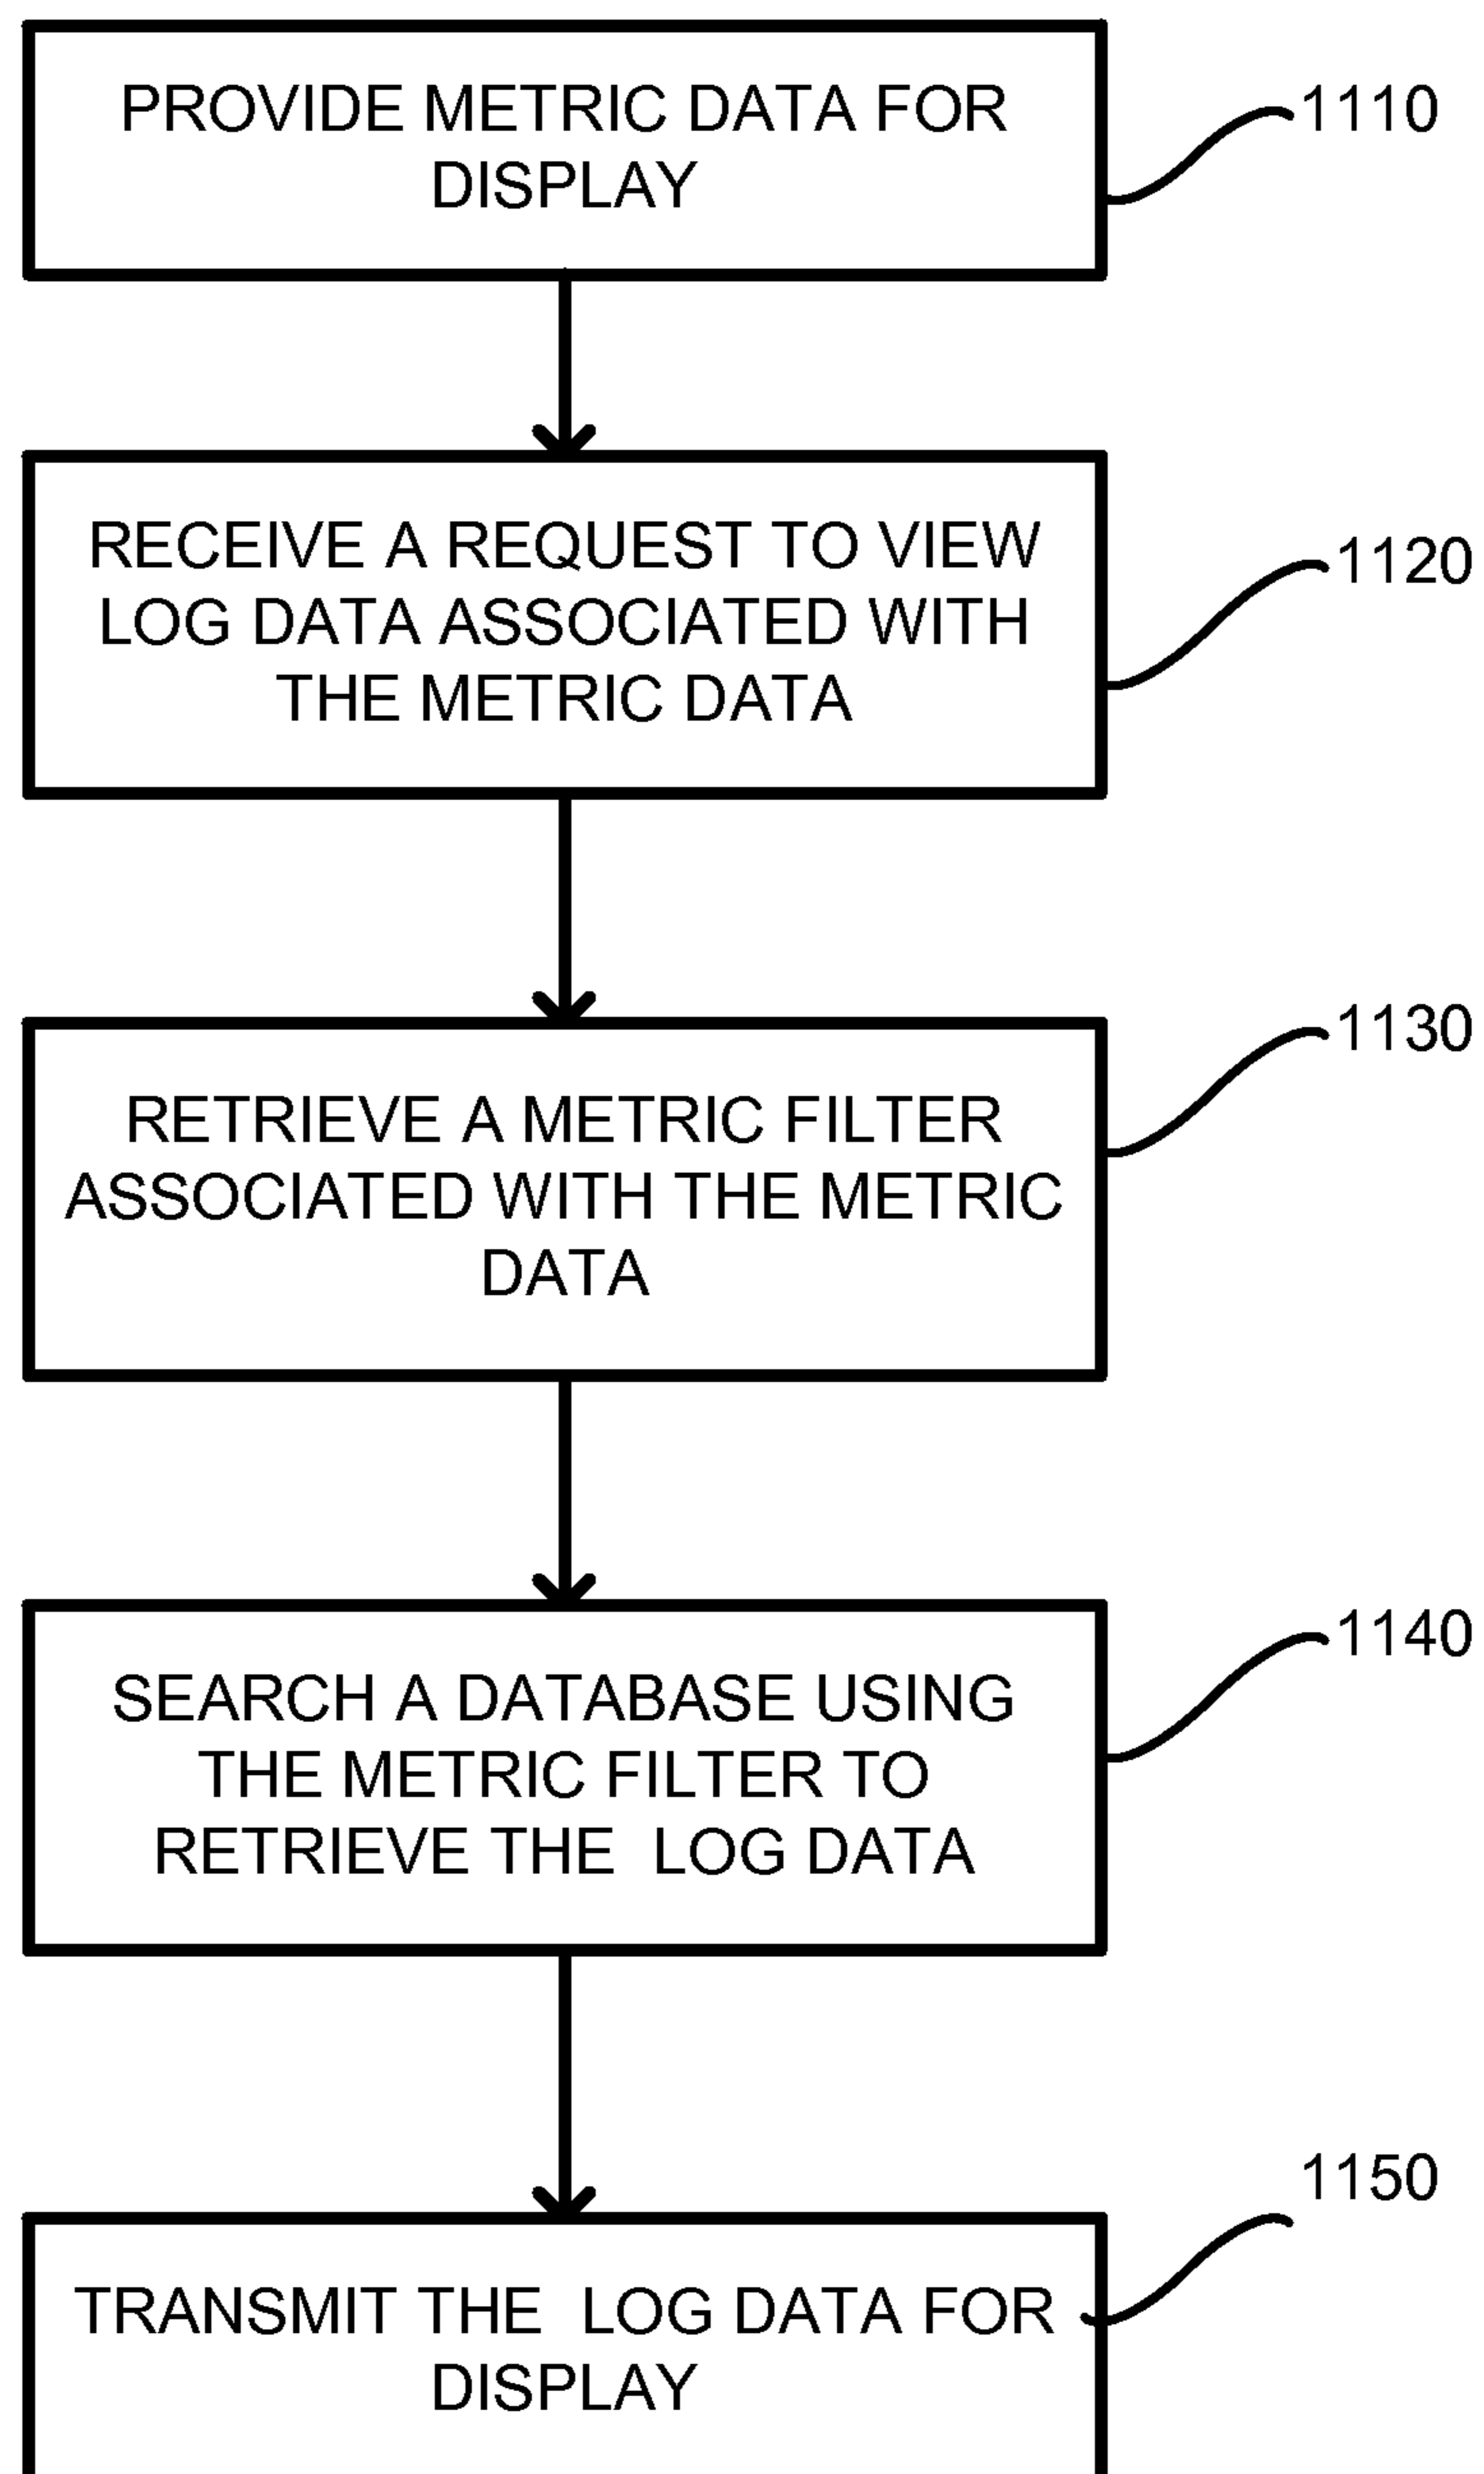 PROVIDE METRIC DATA FOR
DISPLAY
1110
RECEIVE A REQUEST TO VIEW
LOG DATA ASSOCIATED WITH
THE METRIC DATA
1120
RETRIEVE A METRIC FILTER
ASSOCIATED WITH THE METRIC
DATA
1130
SEARCH A DATABASE USING
THE METRIC FILTER TO
RETRIEVE THE LOG DATA
1140
TRANSMIT THE LOG DATA FOR
DISPLAY
1150